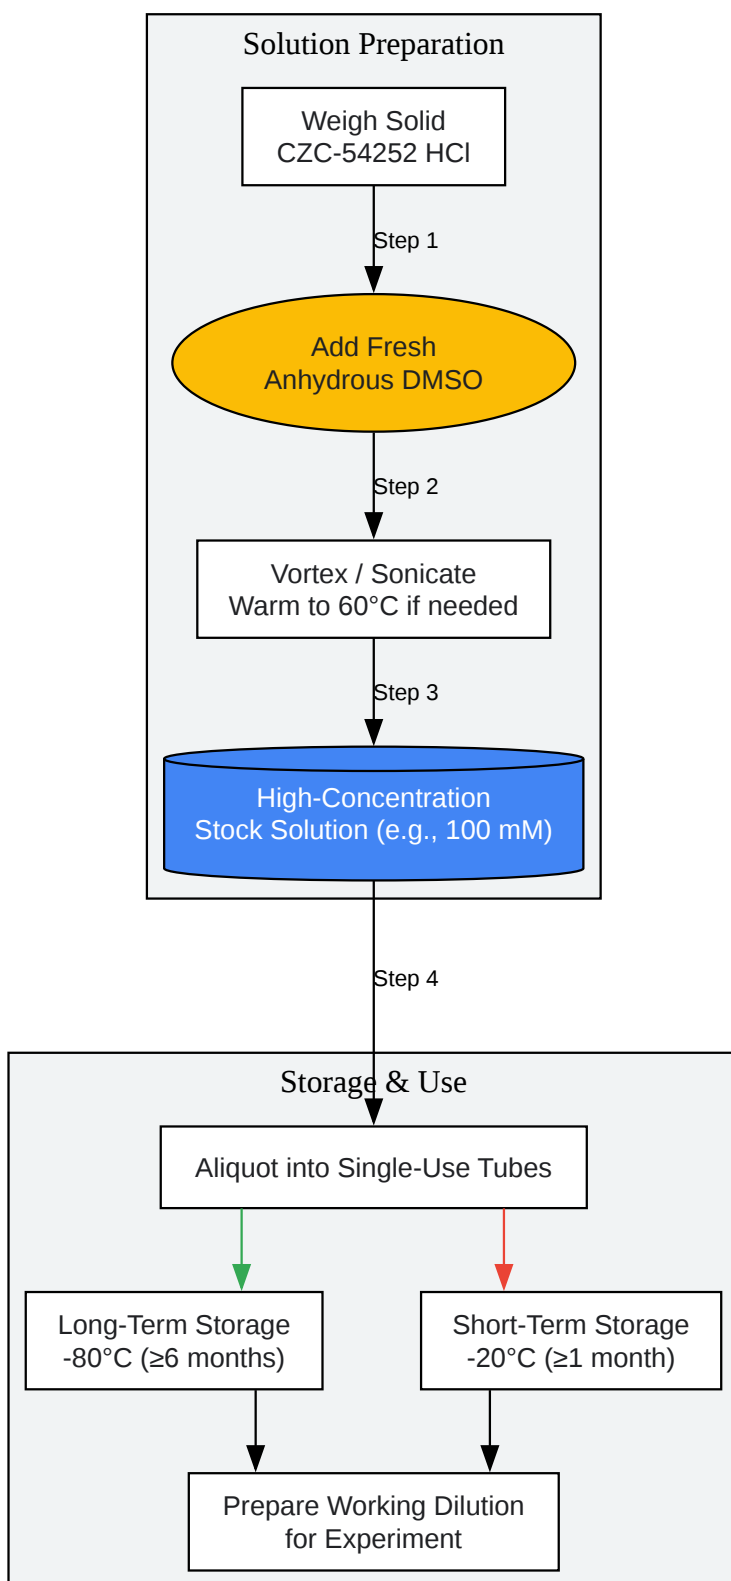 Solution Preparation
Weigh Solid
CZC-54252 HCl
Step 1
Add Fresh
Anhydrous DMSO
Step 2
Vortex / Sonicate
Warm to 60°C if needed
Step 3
High-Concentration
Stock Solution (e.g., 100 mM)
Step 4
Storage & Use
Aliquot into Single-Use Tubes
Long-Term Storage
-80°C (≥6 months)
Short-Term Storage
-20°C (≥1 month)
Prepare Working Dilution
for Experiment